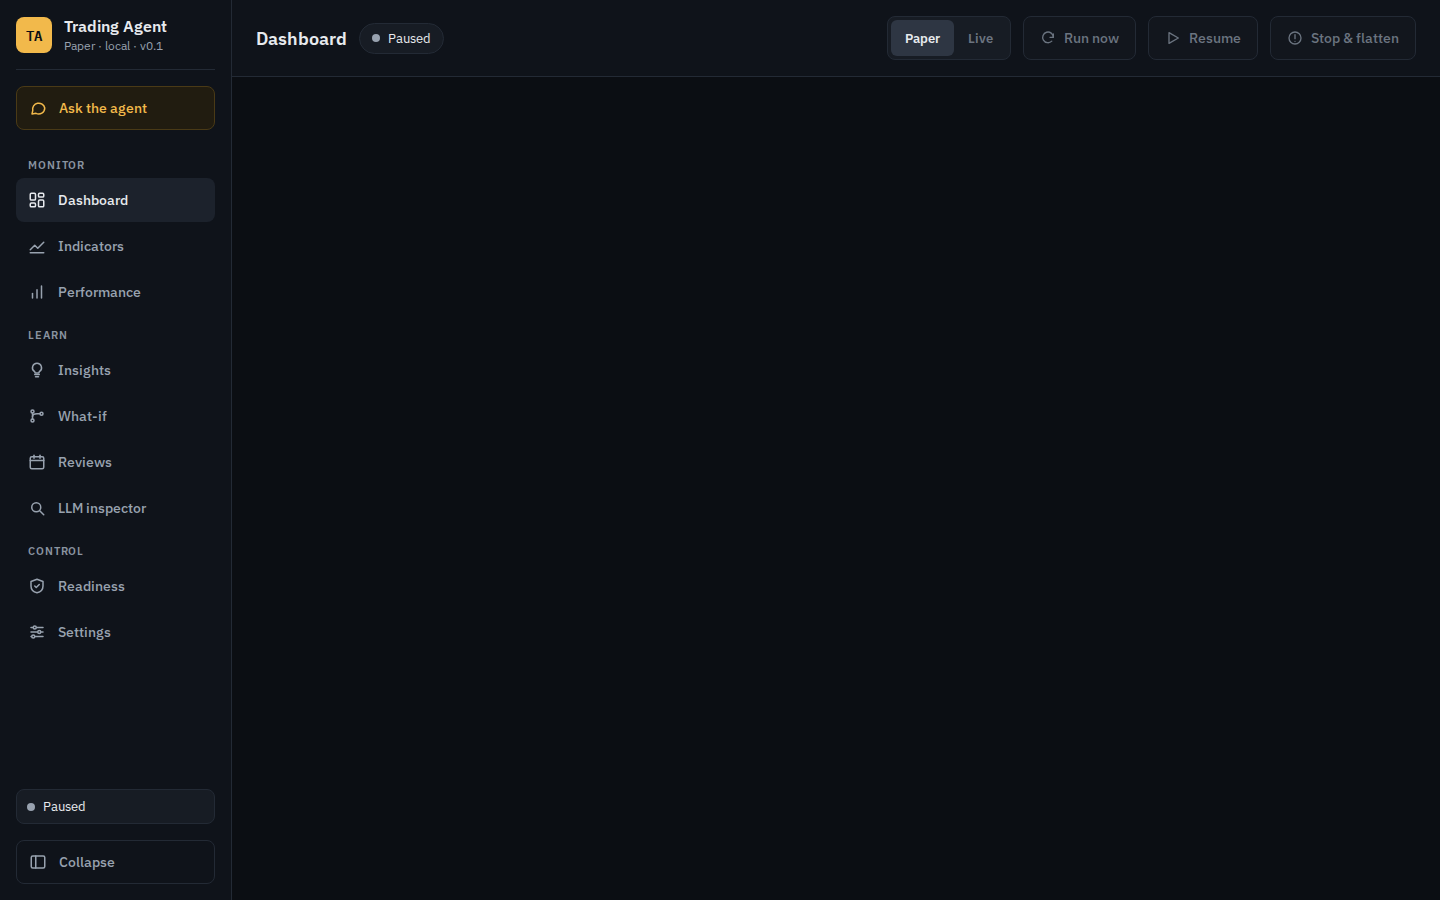 TA
Trading Agent
Paper · local · v0.1
Ask the agent
MONITOR
Dashboard
Indicators
Performance
LEARN
Insights
What-if
Reviews
LLM inspector
CONTROL
Readiness
Settings
Paused
Collapse
Dashboard
Paused
Paper
Live
Run now
Resume
Stop & flatten